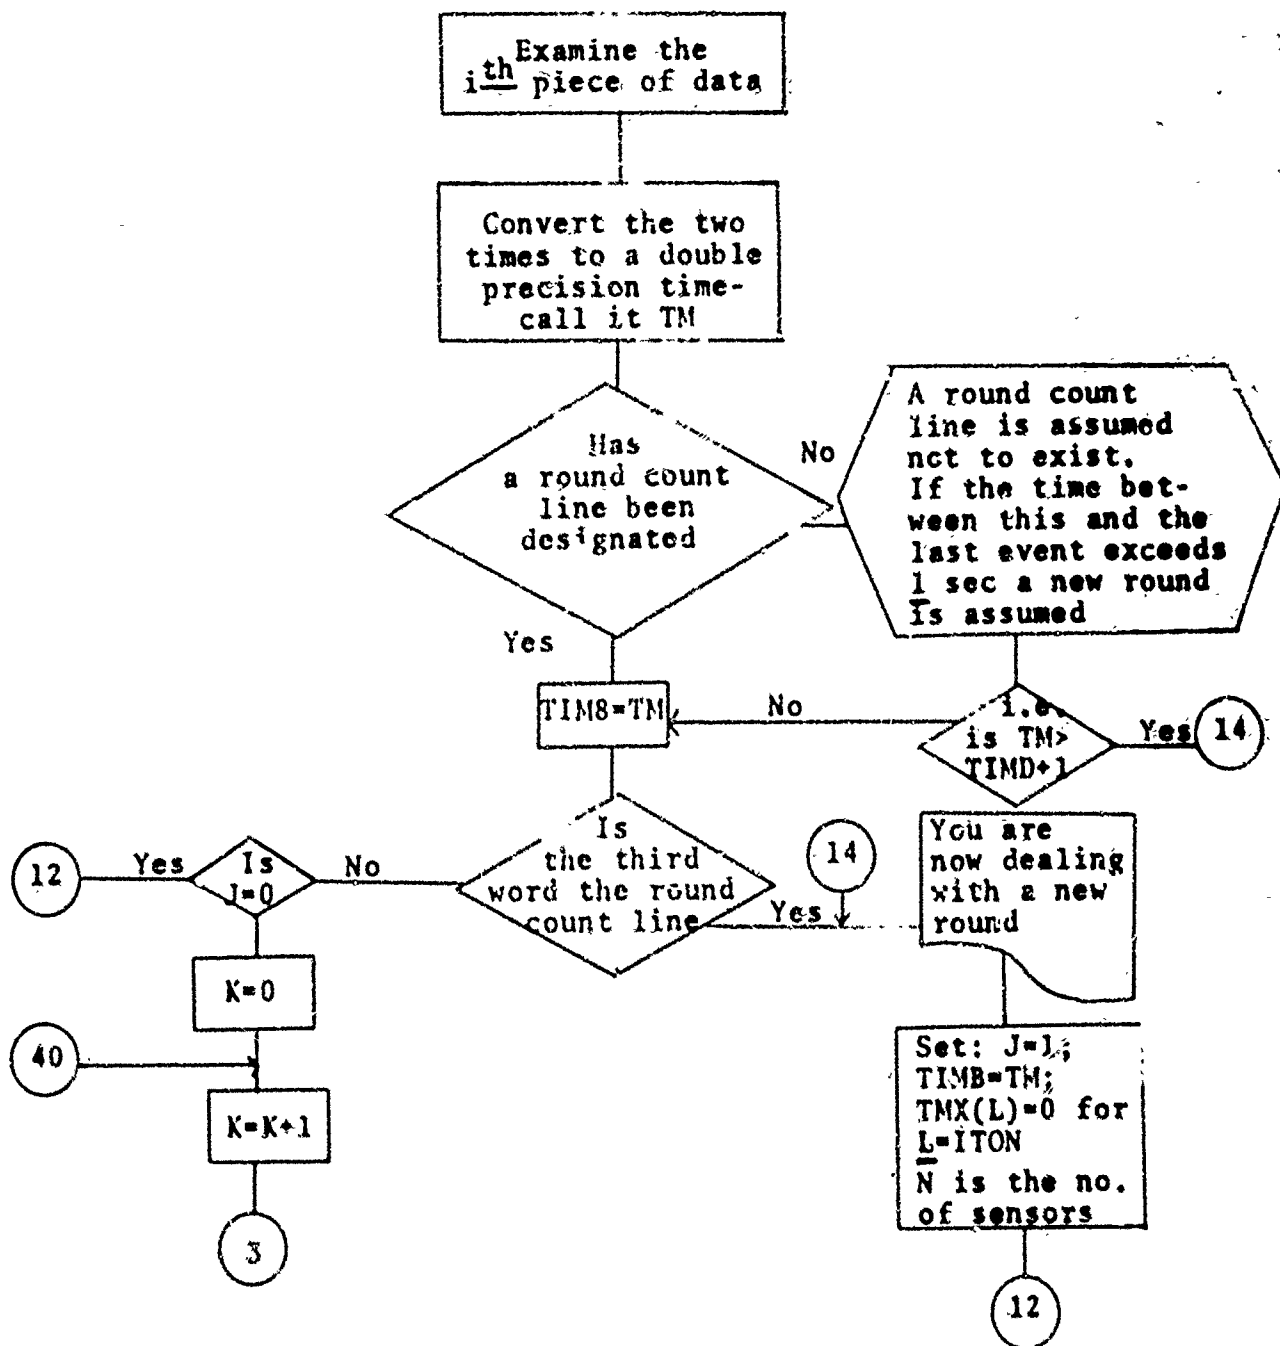 Examine the
ith piece of data
Convert the two
times to a double
precision time-
call it TM
Has
a round count
line been
designated
No
A round count
line is assumed
not to exist.
If the time bet-
ween this and the
last event exceeds
1 sec a new round
is assumed
Yes
TIM8=TM
No
i.e.
is TM>
TIMD+1
Yes
14
12
Yes
Is
J=0
No
Is
the third
word the round
count line
Yes
14
You are
now dealing
with a new
round
K=0
40
K=K+1
3
Set: J=1;
TIMB=TM;
TMX(L)=0 for
L=ITON
N is the no.
of sensors
12